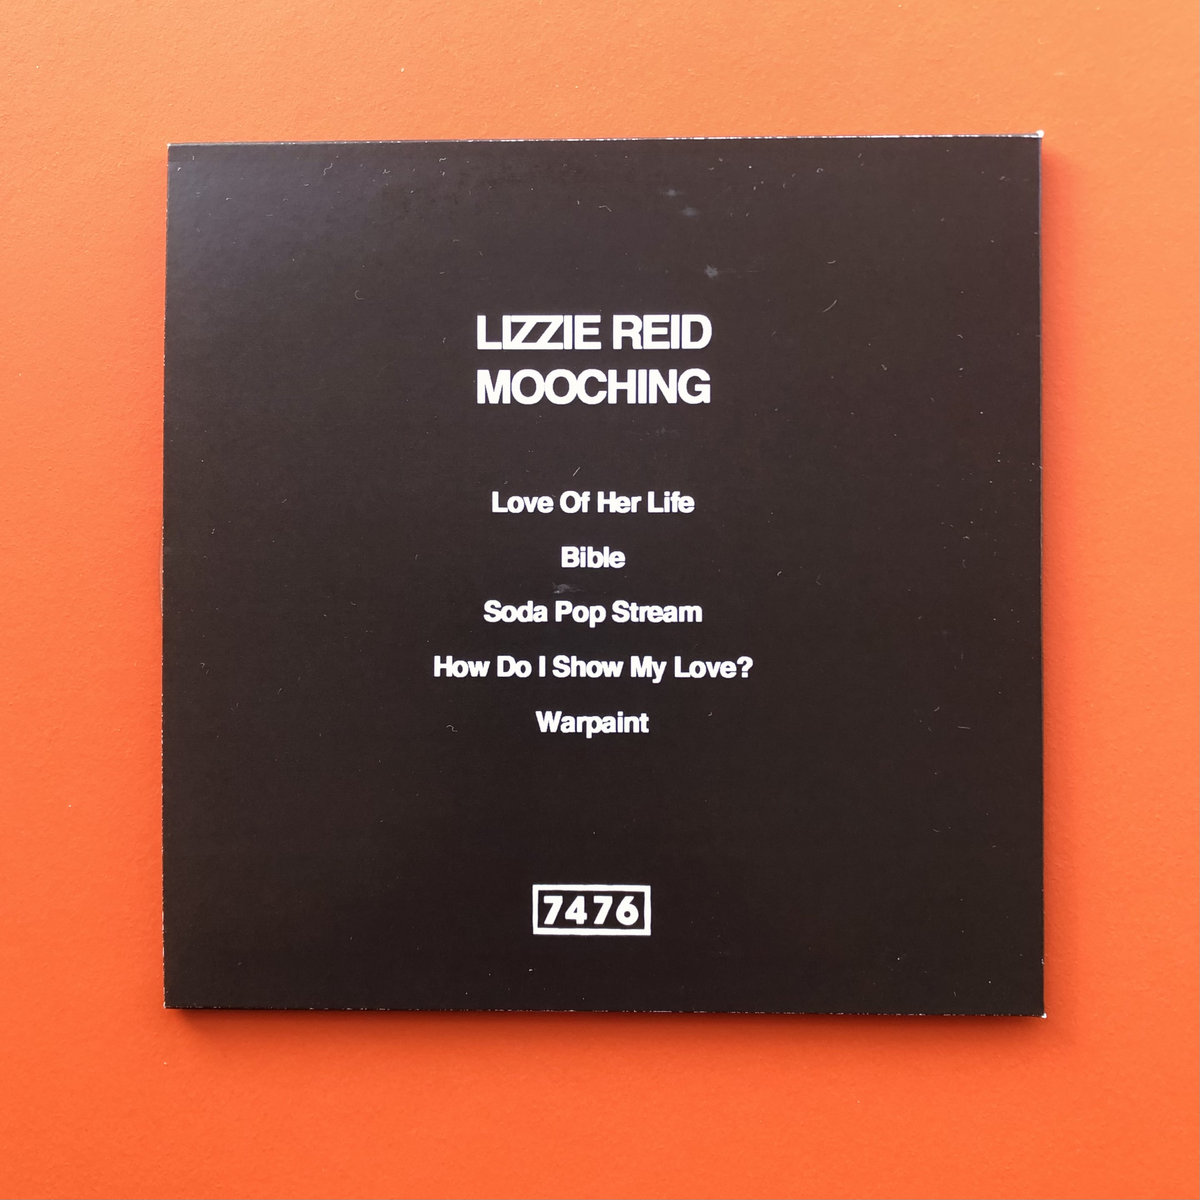 LIZZIE REID
MOOCHING
Love Of Her Life
Bible
Soda Pop Stream
How Do I Show My Love?
Warpaint
7476